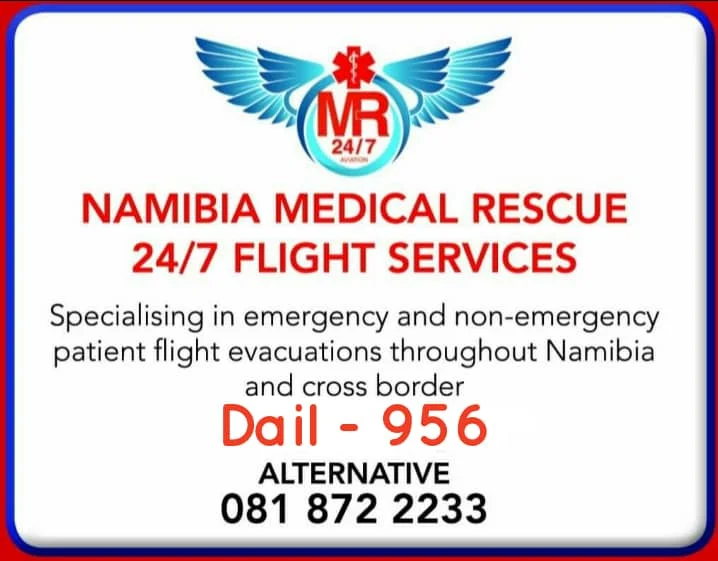 MR
24/7
AVIATION
NAMIBIA MEDICAL RESCUE
24/7 FLIGHT SERVICES
Specialising in emergency and non-emergency
patient flight evacuations throughout Namibia
and cross border
Dail - 956
ALTERNATIVE
081 872 2233